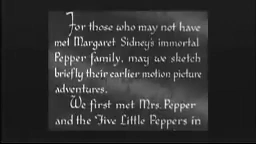 For those who may not have
met Margaret Sidney's immortal
Pepper family, may we sketch
briefly their earlier motion picture
adventures.
We first met Mrs. Pepper
and the Five Little Peppers in